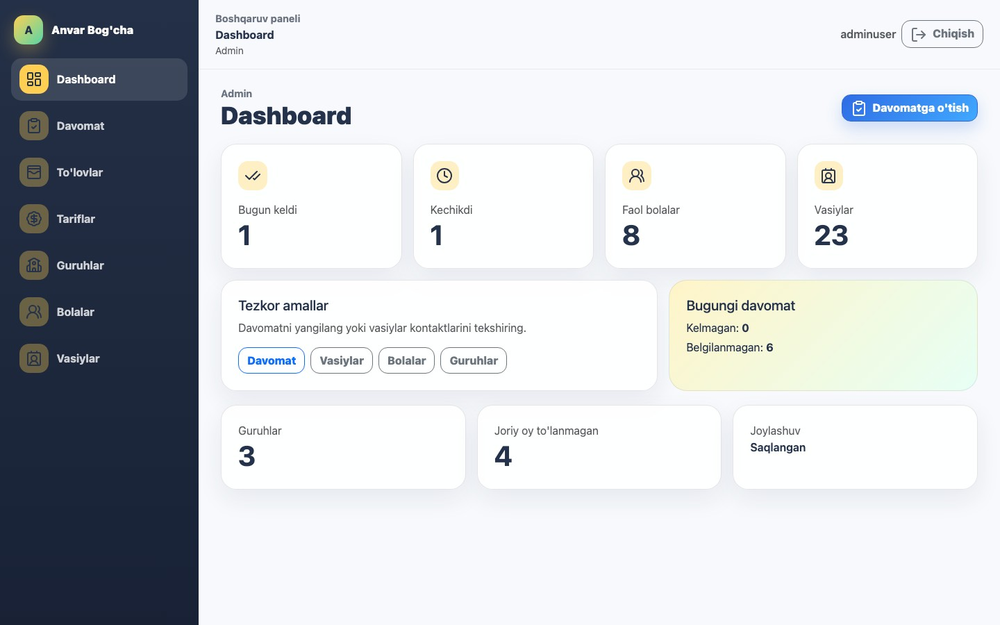 A
Anvar Bog'cha
Dashboard
Davomat
To'lovlar
Tariflar
Guruhlar
Bolalar
Vasiylar
Boshqaruv paneli
Dashboard
Admin
adminuser
Chiqish
Admin
Dashboard
Davomatga o'tish
Bugun keldi
1
Kechikdi
1
Faol bolalar
8
Vasiylar
23
Tezkor amallar
Davomatni yangilang yoki vasiylar kontaktlarini tekshiring.
Davomat
Vasiylar
Bolalar
Guruhlar
Bugungi davomat
Kelmagan: 0
Belgilanmagan: 6
Guruhlar
3
Joriy oy to'lanmagan
4
Joylashuv
Saqlangan